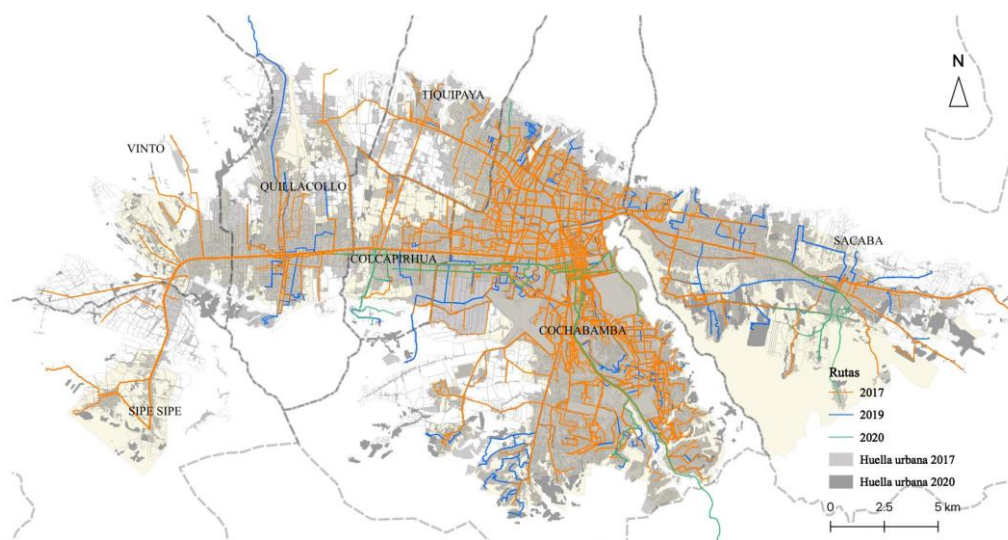 N
TIQUIPAYA
VINTO
QUILLACOLLO
SACABA
COLCAPIRHUA
COCHABAMBA
SIPE SIPE
Rutas
2017
2019
2020
Huella urbana 2017
Huella urbana 2020
0 2.5 5 km